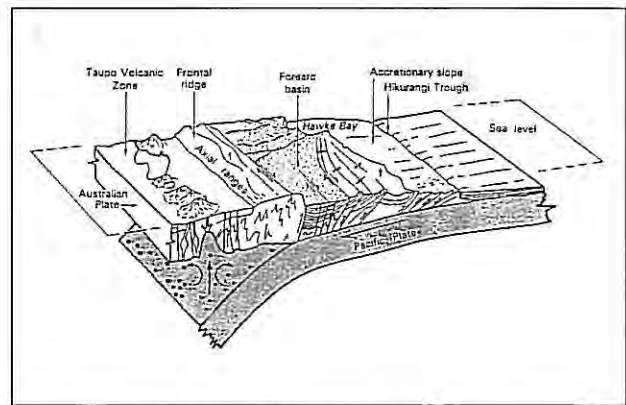 Taupo Volcanic
Zone
Frontal
ridge
Forearc
basin
Accretionary slope
Hikurangi Trough
Hawke Bay
Sea level
Axial ranges
Australian
Plate
Pacific Plate